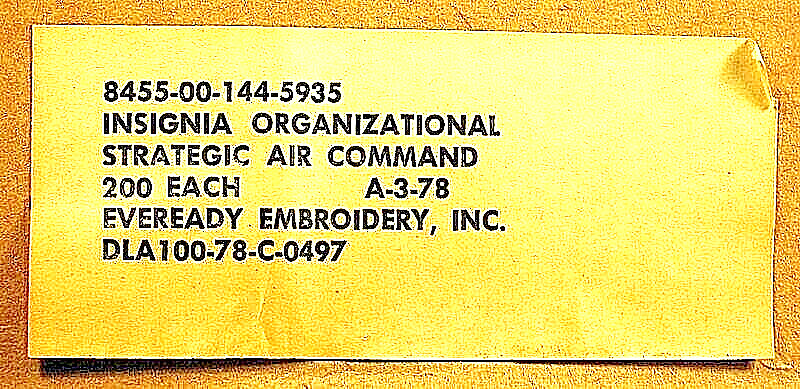 8455-00-144-5935
INSIGNIA ORGANIZATIONAL
STRATEGIC AIR COMMAND
200 EACH A-3-78
EVEREADY EMBROIDERY, INC.
DLA100-78-C-0497